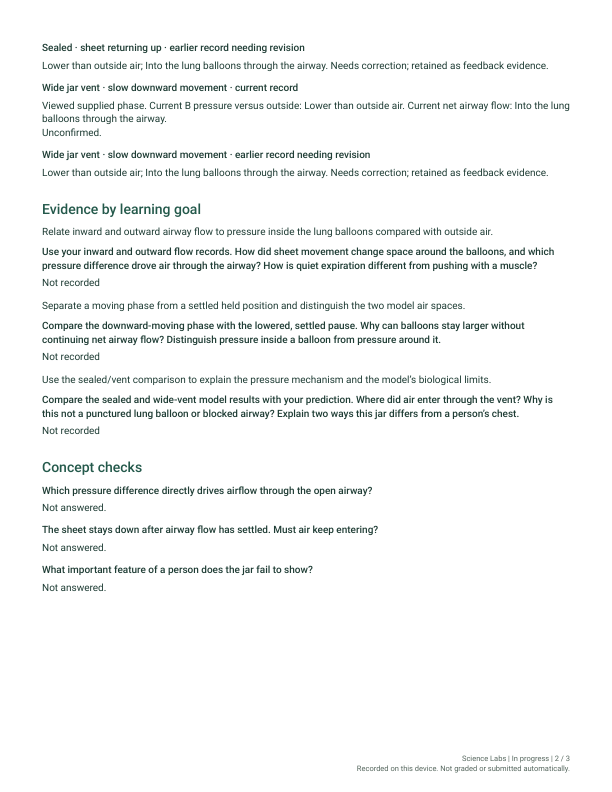 Sealed · sheet returning up · earlier record needing revision
Lower than outside air; Into the lung balloons through the airway. Needs correction; retained as feedback evidence.
Wide jar vent · slow downward movement · current record
Viewed supplied phase. Current B pressure versus outside: Lower than outside air. Current net airway flow: Into the lung
balloons through the airway.
Unconfirmed.
Wide jar vent · slow downward movement · earlier record needing revision
Lower than outside air; Into the lung balloons through the airway. Needs correction; retained as feedback evidence.
Evidence by learning goal
Relate inward and outward airway flow to pressure inside the lung balloons compared with outside air.
Use your inward and outward flow records. How did sheet movement change space around the balloons, and which
pressure difference drove air through the airway? How is quiet expiration different from pushing with a muscle?
Not recorded
Separate a moving phase from a settled held position and distinguish the two model air spaces.
Compare the downward-moving phase with the lowered, settled pause. Why can balloons stay larger without
continuing net airway flow? Distinguish pressure inside a balloon from pressure around it.
Not recorded
Use the sealed/vent comparison to explain the pressure mechanism and the model’s biological limits.
Compare the sealed and wide-vent model results with your prediction. Where did air enter through the vent? Why is
this not a punctured lung balloon or blocked airway? Explain two ways this jar differs from a person’s chest.
Not recorded
Concept checks
Which pressure difference directly drives airflow through the open airway?
Not answered.
The sheet stays down after airway flow has settled. Must air keep entering?
Not answered.
What important feature of a person does the jar fail to show?
Not answered.
Science Labs | In progress | 2 / 3
Recorded on this device. Not graded or submitted automatically.